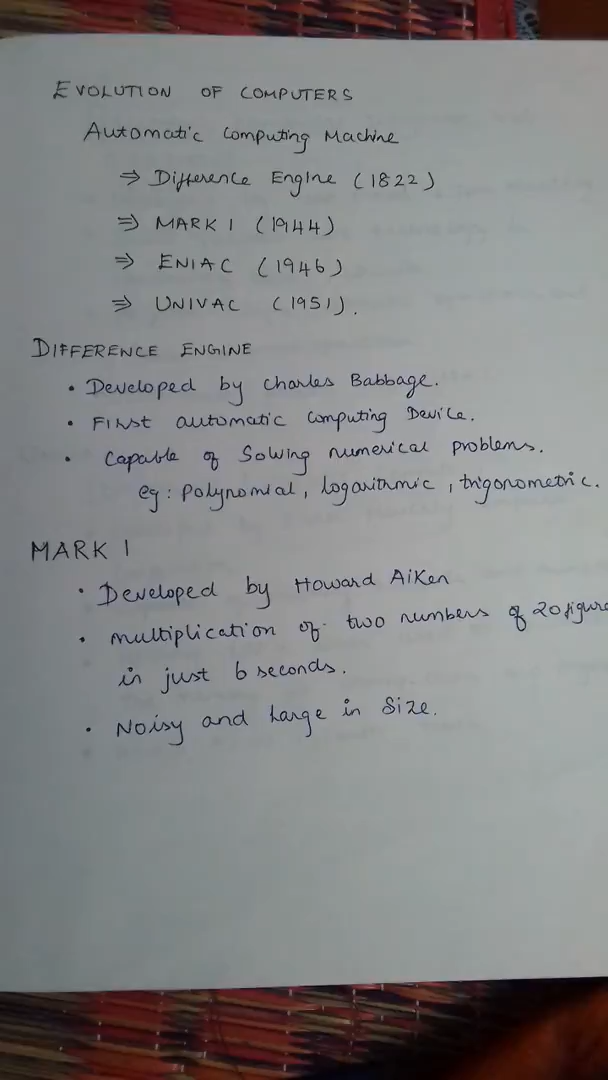 EVOLUTION OF COMPUTERS
Automatic Computing Machine
⇒ Difference Engine (1822)
⇒ MARK 1 (1944)
⇒ ENIAC (1946)
⇒ UNIVAC (1951).
DIFFERENCE ENGINE
• Developed by Charles Babbage.
• First automatic Computing Device.
• Capable of Solving numerical problems.
eg: polynomial, logarithmic, trigonometric.
MARK 1
• Developed by Howard Aiken
• multiplication of two numbers of 20 figure
in just 6 seconds.
• Noisy and Large in Size.